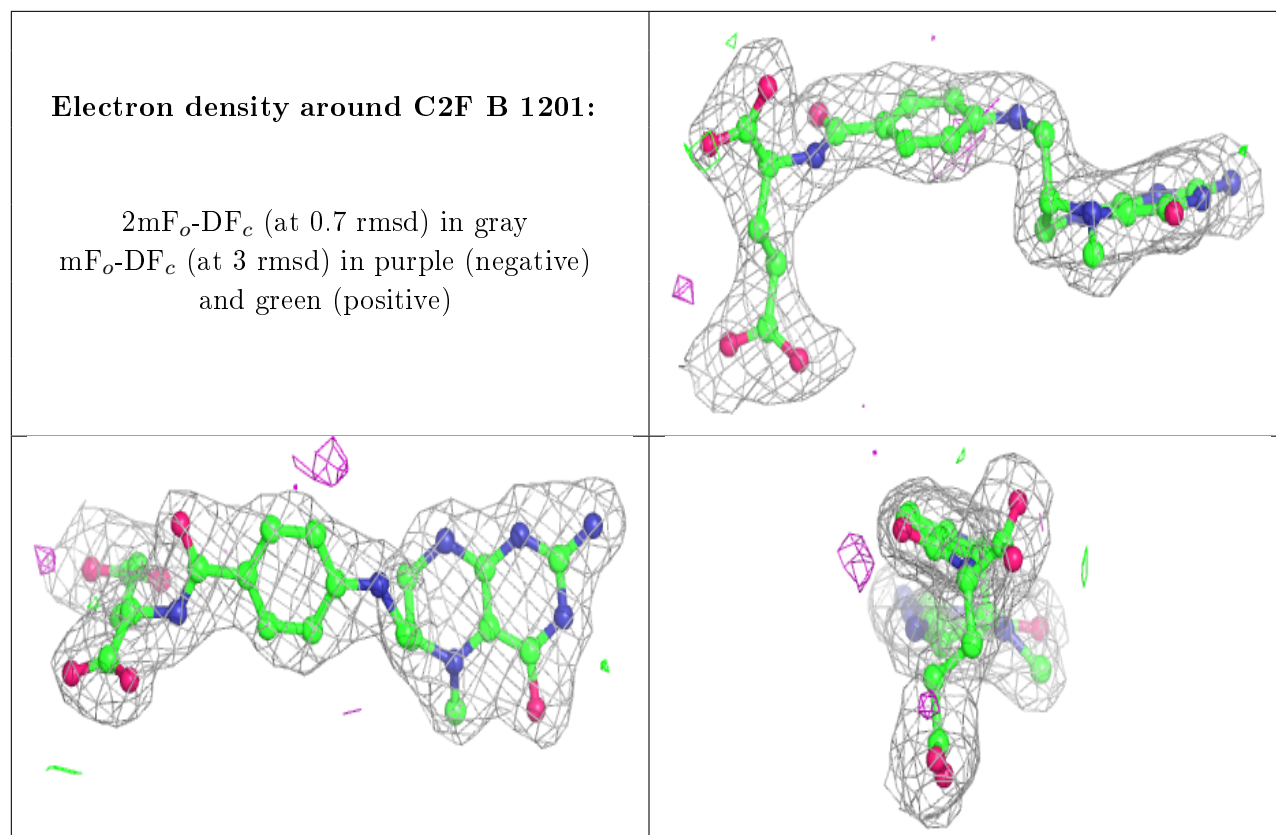 Electron density around C2F B 1201:
2mFo-DFc (at 0.7 rmsd) in gray
mFo-DFc (at 3 rmsd) in purple (negative)
and green (positive)